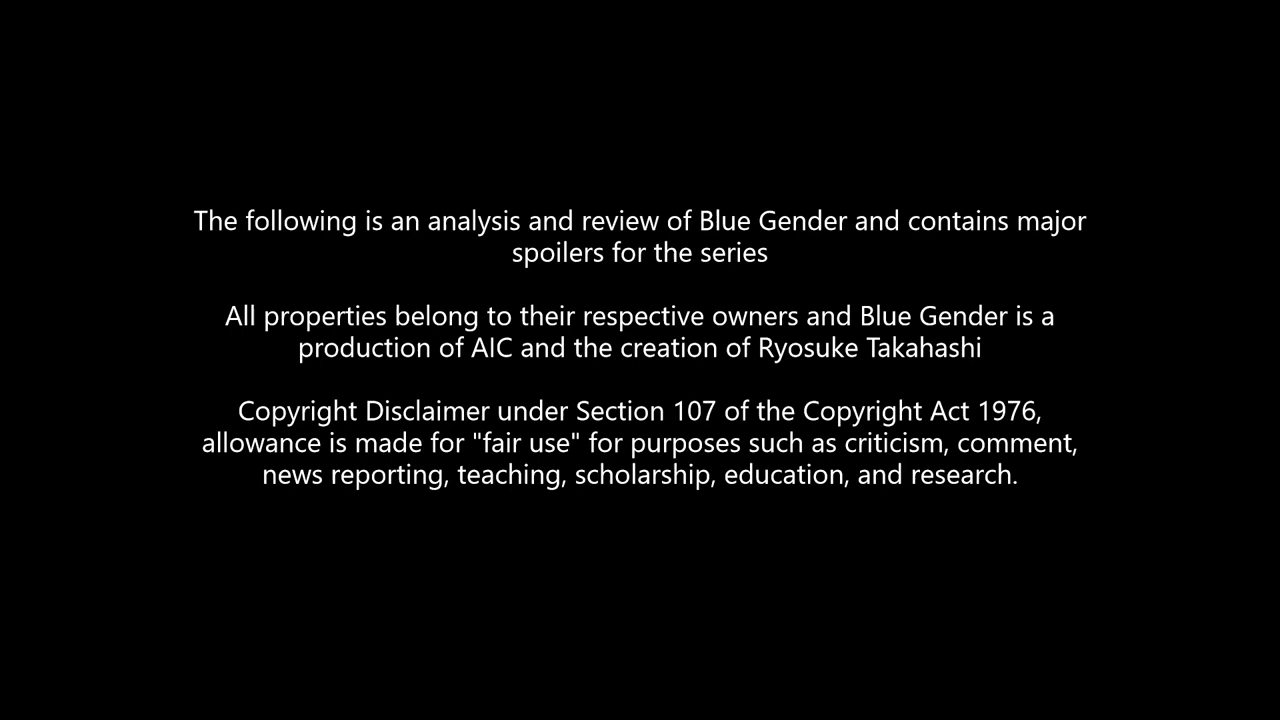 The following is an analysis and review of Blue Gender and contains major
spoilers for the series
All properties belong to their respective owners and Blue Gender is a
production of AIC and the creation of Ryosuke Takahashi
Copyright Disclaimer under Section 107 of the Copyright Act 1976,
allowance is made for "fair use" for purposes such as criticism, comment,
news reporting, teaching, scholarship, education, and research.